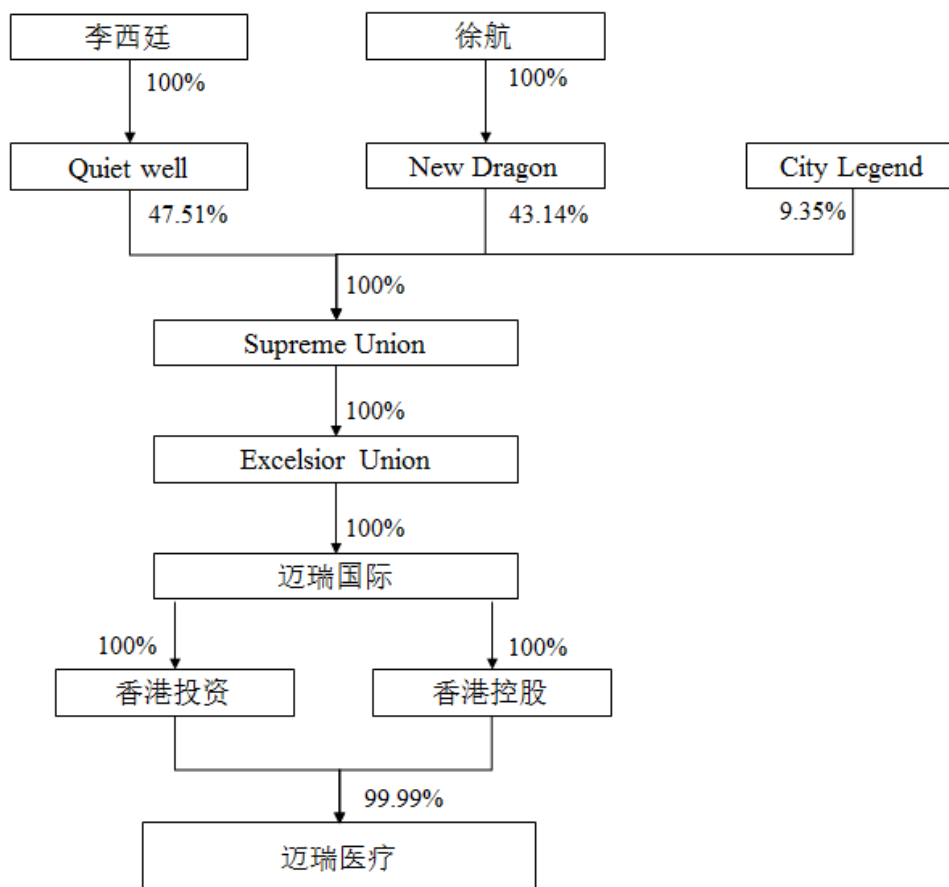 李西廷
徐航
100%
100%
Quiet well
New Dragon
City Legend
47.51%
43.14%
9.35%
100%
Supreme Union
100%
Excelsior Union
100%
迈瑞国际
100%
100%
香港投资
香港控股
99.99%
迈瑞医疗